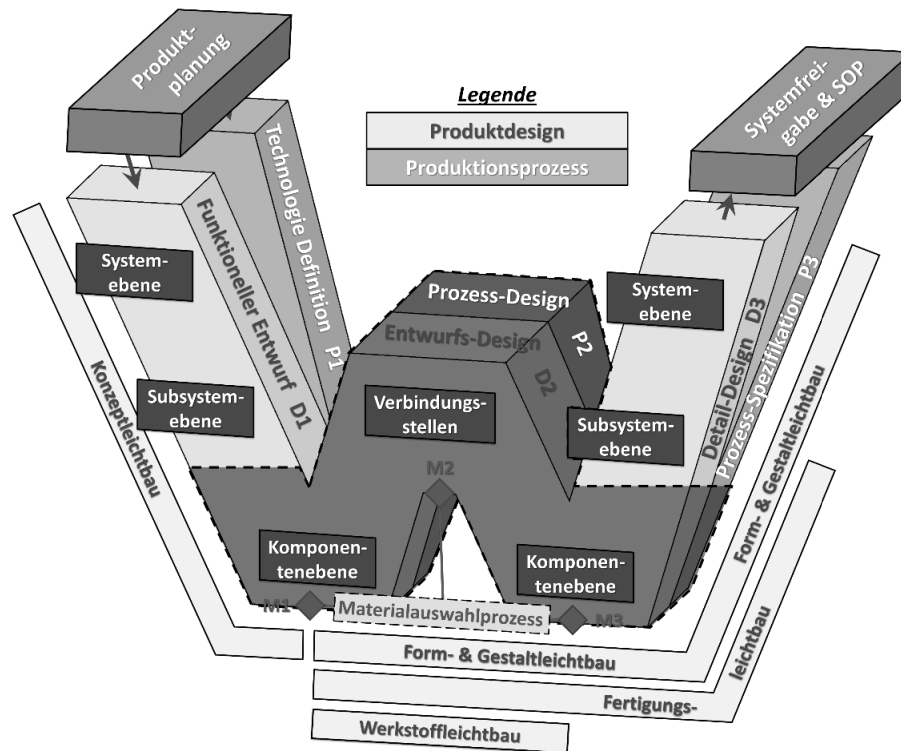 Produkt-
planung
Legende
Produktdesign
Produktionsprozess
Systemfrei-
gabe & SOP
Technologie Definition P1
Funktioneller Entwurf D1
System-
ebene
Subsystem-
ebene
Konzeptleichtbau
Prozess-Design
P2
Entwurfs-Design
D2
Verbindungs-
stellen
System-
ebene
Subsystem-
ebene
Detail-Design D3
Prozess-Spezifikation P3
Form- & Gestaltleichtbau
M2
Komponen-
tenebene
Komponen-
tenebene
M1
Materialauswahlprozess
M3
Form- & Gestaltleichtbau
Fertigungs-
leichtbau
Werkstoffleichtbau